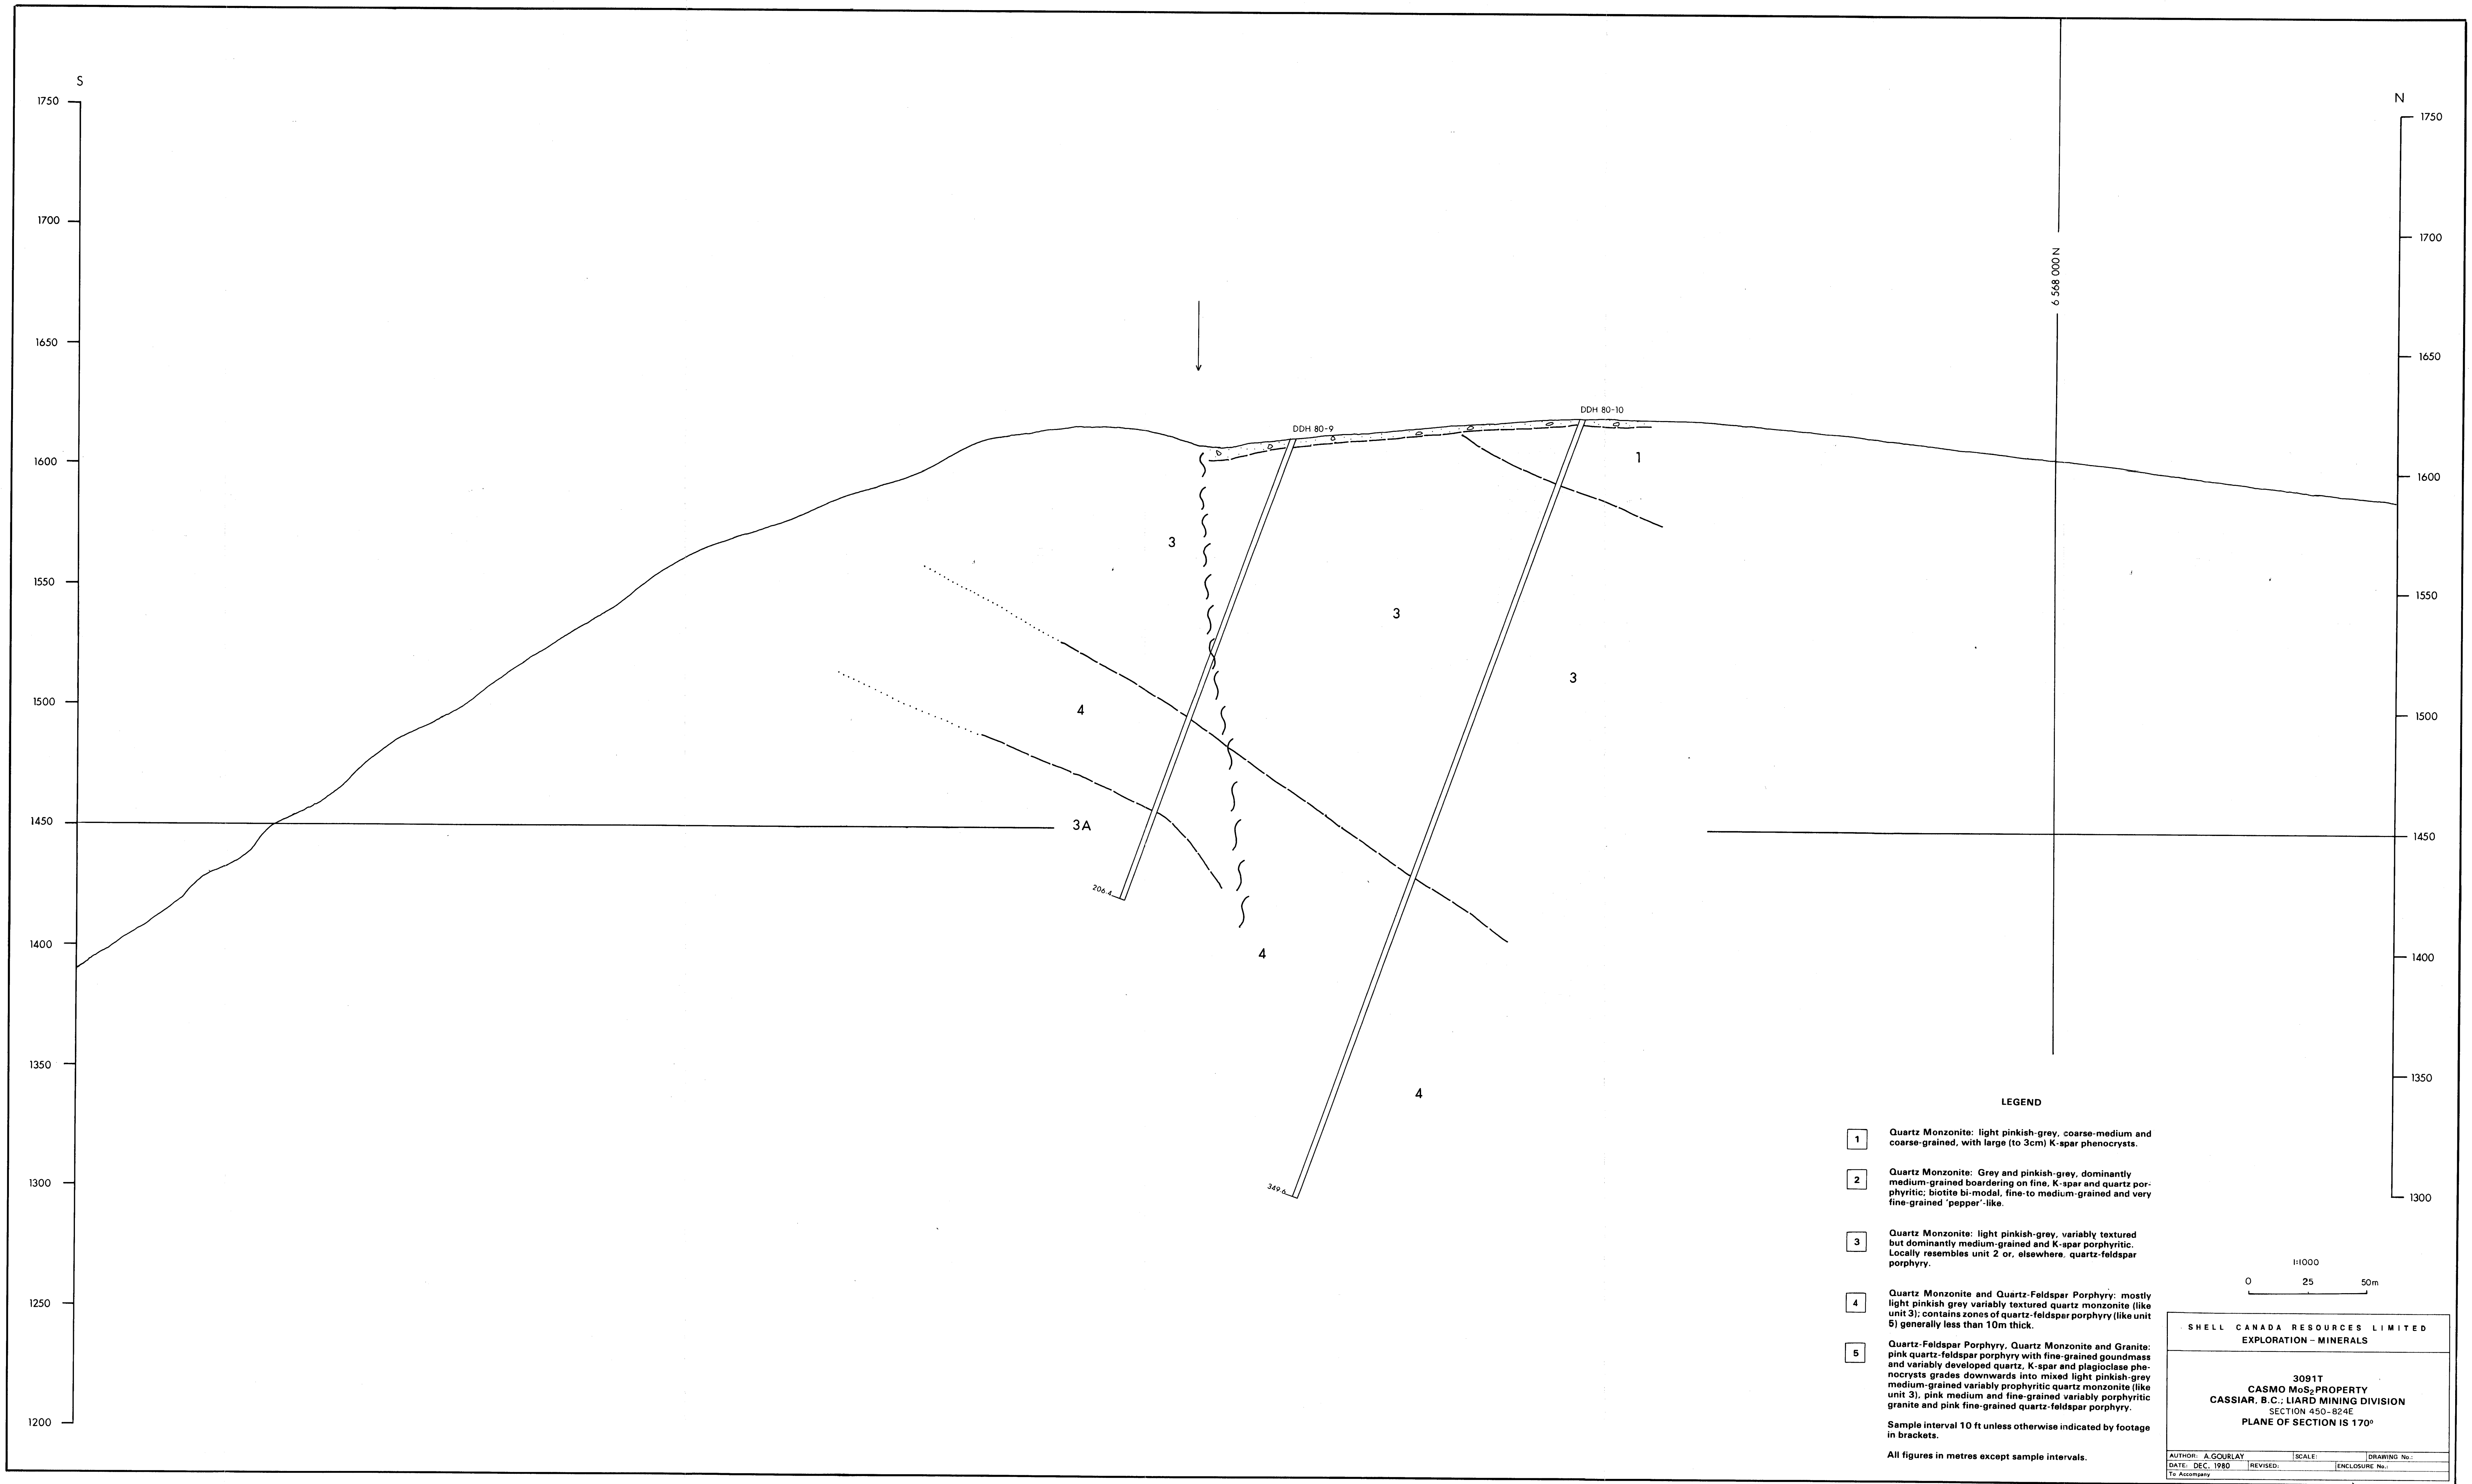 S
N
1750
1700
1650
1600
1550
1500
1450
1400
1350
1300
1250
1200
1750
1700
1650
1600
1550
1500
1450
1400
1350
1300
6 568 000 N
DDH 80-9
DDH 80-10
1
3
3
3
4
3A
4
4
206.4
349.6
LEGEND
1
Quartz Monzonite: light pinkish-grey, coarse-medium and
coarse-grained, with large (to 3cm) K-spar phenocrysts.
2
Quartz Monzonite: Grey and pinkish-grey, dominantly
medium-grained boardering on fine, K-spar and quartz por-
phyritic; biotite bi-modal, fine-to medium-grained and very
fine-grained 'pepper'-like.
3
Quartz Monzonite: light pinkish-grey, variably textured
but dominantly medium-grained and K-spar porphyritic.
Locally resembles unit 2 or, elsewhere, quartz-feldspar
porphyry.
4
Quartz Monzonite and Quartz-Feldspar Porphyry: mostly
light pinkish grey variably textured quartz monzonite (like
unit 3); contains zones of quartz-feldspar porphyry (like unit
5) generally less than 10m thick.
5
Quartz-Feldspar Porphyry, Quartz Monzonite and Granite:
pink quartz-feldspar porphyry with fine-grained goundmass
and variably developed quartz, K-spar and plagioclase phe-
nocrysts grades downwards into mixed light pinkish-grey
medium-grained variably prophyritic quartz monzonite (like
unit 3), pink medium and fine-grained variably porphyritic
granite and pink fine-grained quartz-feldspar porphyry.
Sample interval 10 ft unless otherwise indicated by footage
in brackets.
All figures in metres except sample intervals.
1:1000
0 25 50m
SHELL CANADA RESOURCES LIMITED
EXPLORATION – MINERALS
3091T
CASMO MoS2 PROPERTY
CASSIAR, B.C.; LIARD MINING DIVISION
SECTION 450-824E
PLANE OF SECTION IS 170°
AUTHOR: A.GOURLAY SCALE: DRAWING No.:
DATE: DEC. 1980 REVISED: ENCLOSURE No.:
To Accompany